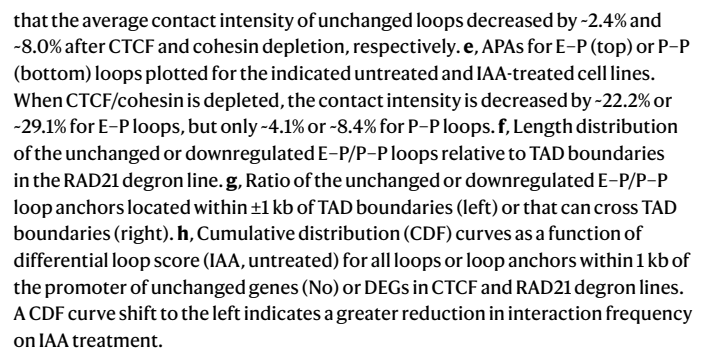 that the average contact intensity of unchanged loops decreased by ~2.4% and
~8.0% after CTCF and cohesin depletion, respectively. e, APAs for E–P (top) or P–P
(bottom) loops plotted for the indicated untreated and IAA-treated cell lines.
When CTCF/cohesin is depleted, the contact intensity is decreased by ~22.2% or
~29.1% for E–P loops, but only ~4.1% or ~8.4% for P–P loops. f, Length distribution
of the unchanged or downregulated E–P/P–P loops relative to TAD boundaries
in the RAD21 degron line. g, Ratio of the unchanged or downregulated E–P/P–P
loop anchors located within ±1 kb of TAD boundaries (left) or that can cross TAD
boundaries (right). h, Cumulative distribution (CDF) curves as a function of
differential loop score (IAA, untreated) for all loops or loop anchors within 1 kb of
the promoter of unchanged genes (No) or DEGs in CTCF and RAD21 degron lines.
A CDF curve shift to the left indicates a greater reduction in interaction frequency
on IAA treatment.